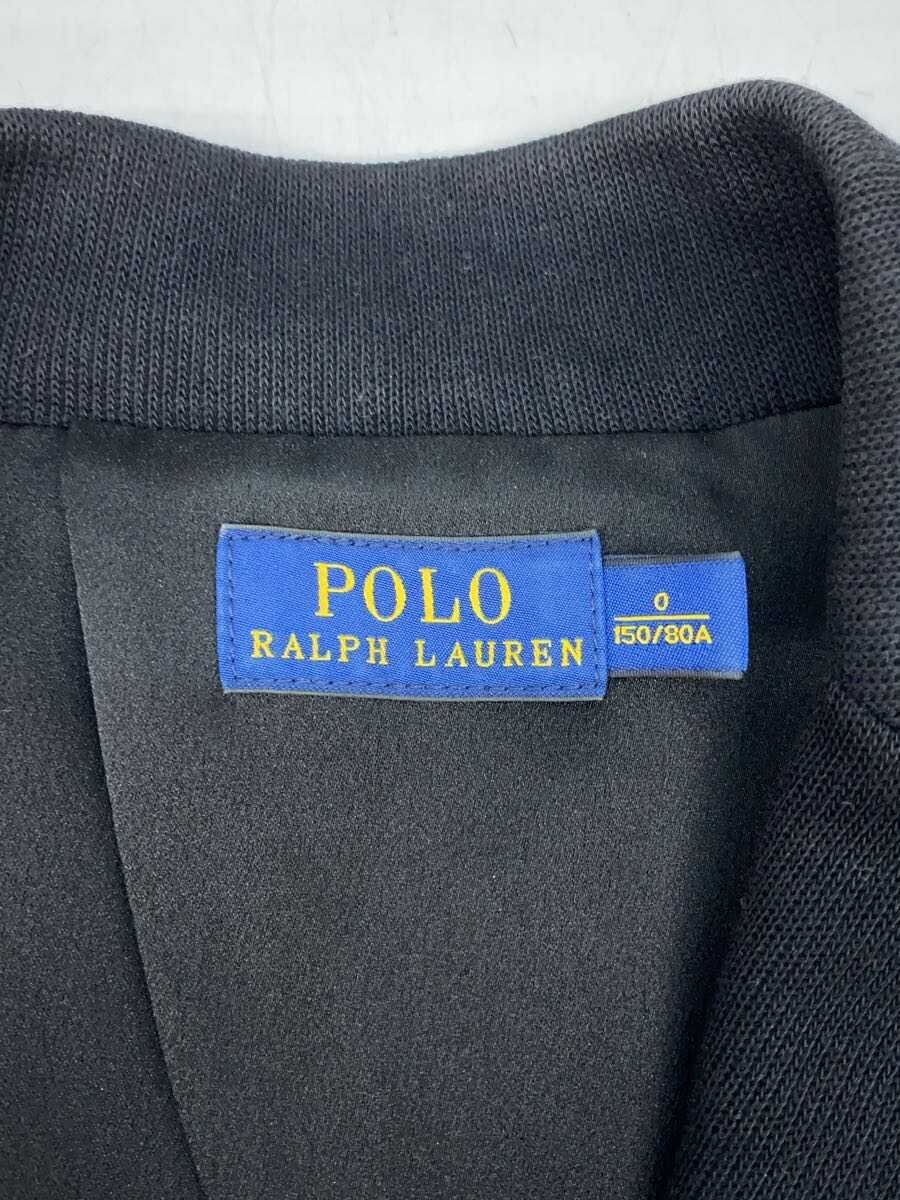 POLO
RALPH LAUREN
0
150/80A